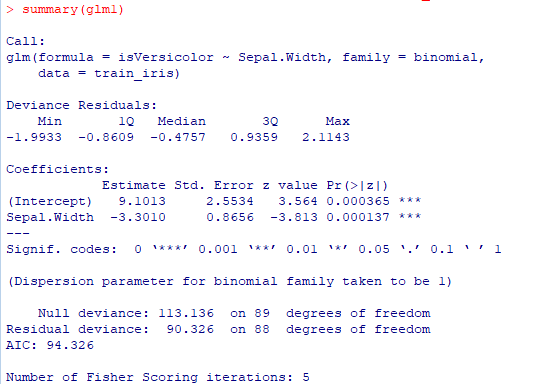 > summary(glm1)
Call:
glm(formula = isVersicolor ~ Sepal.Width, family = binomial,
    data = train_iris)
Deviance Residuals:
    Min      1Q  Median      3Q     Max
-1.9933 -0.8609 -0.4757  0.9359  2.1143
Coefficients:
            Estimate Std. Error z value Pr(>|z|)
(Intercept)   9.1013     2.5534   3.564 0.000365 ***
Sepal.Width  -3.3010     0.8656  -3.813 0.000137 ***
---
Signif. codes:  0 ‘***’ 0.001 ‘**’ 0.01 ‘*’ 0.05 ‘.’ 0.1 ‘ ’ 1
(Dispersion parameter for binomial family taken to be 1)
    Null deviance: 113.136  on 89  degrees of freedom
Residual deviance:  90.326  on 88  degrees of freedom
AIC: 94.326
Number of Fisher Scoring iterations: 5